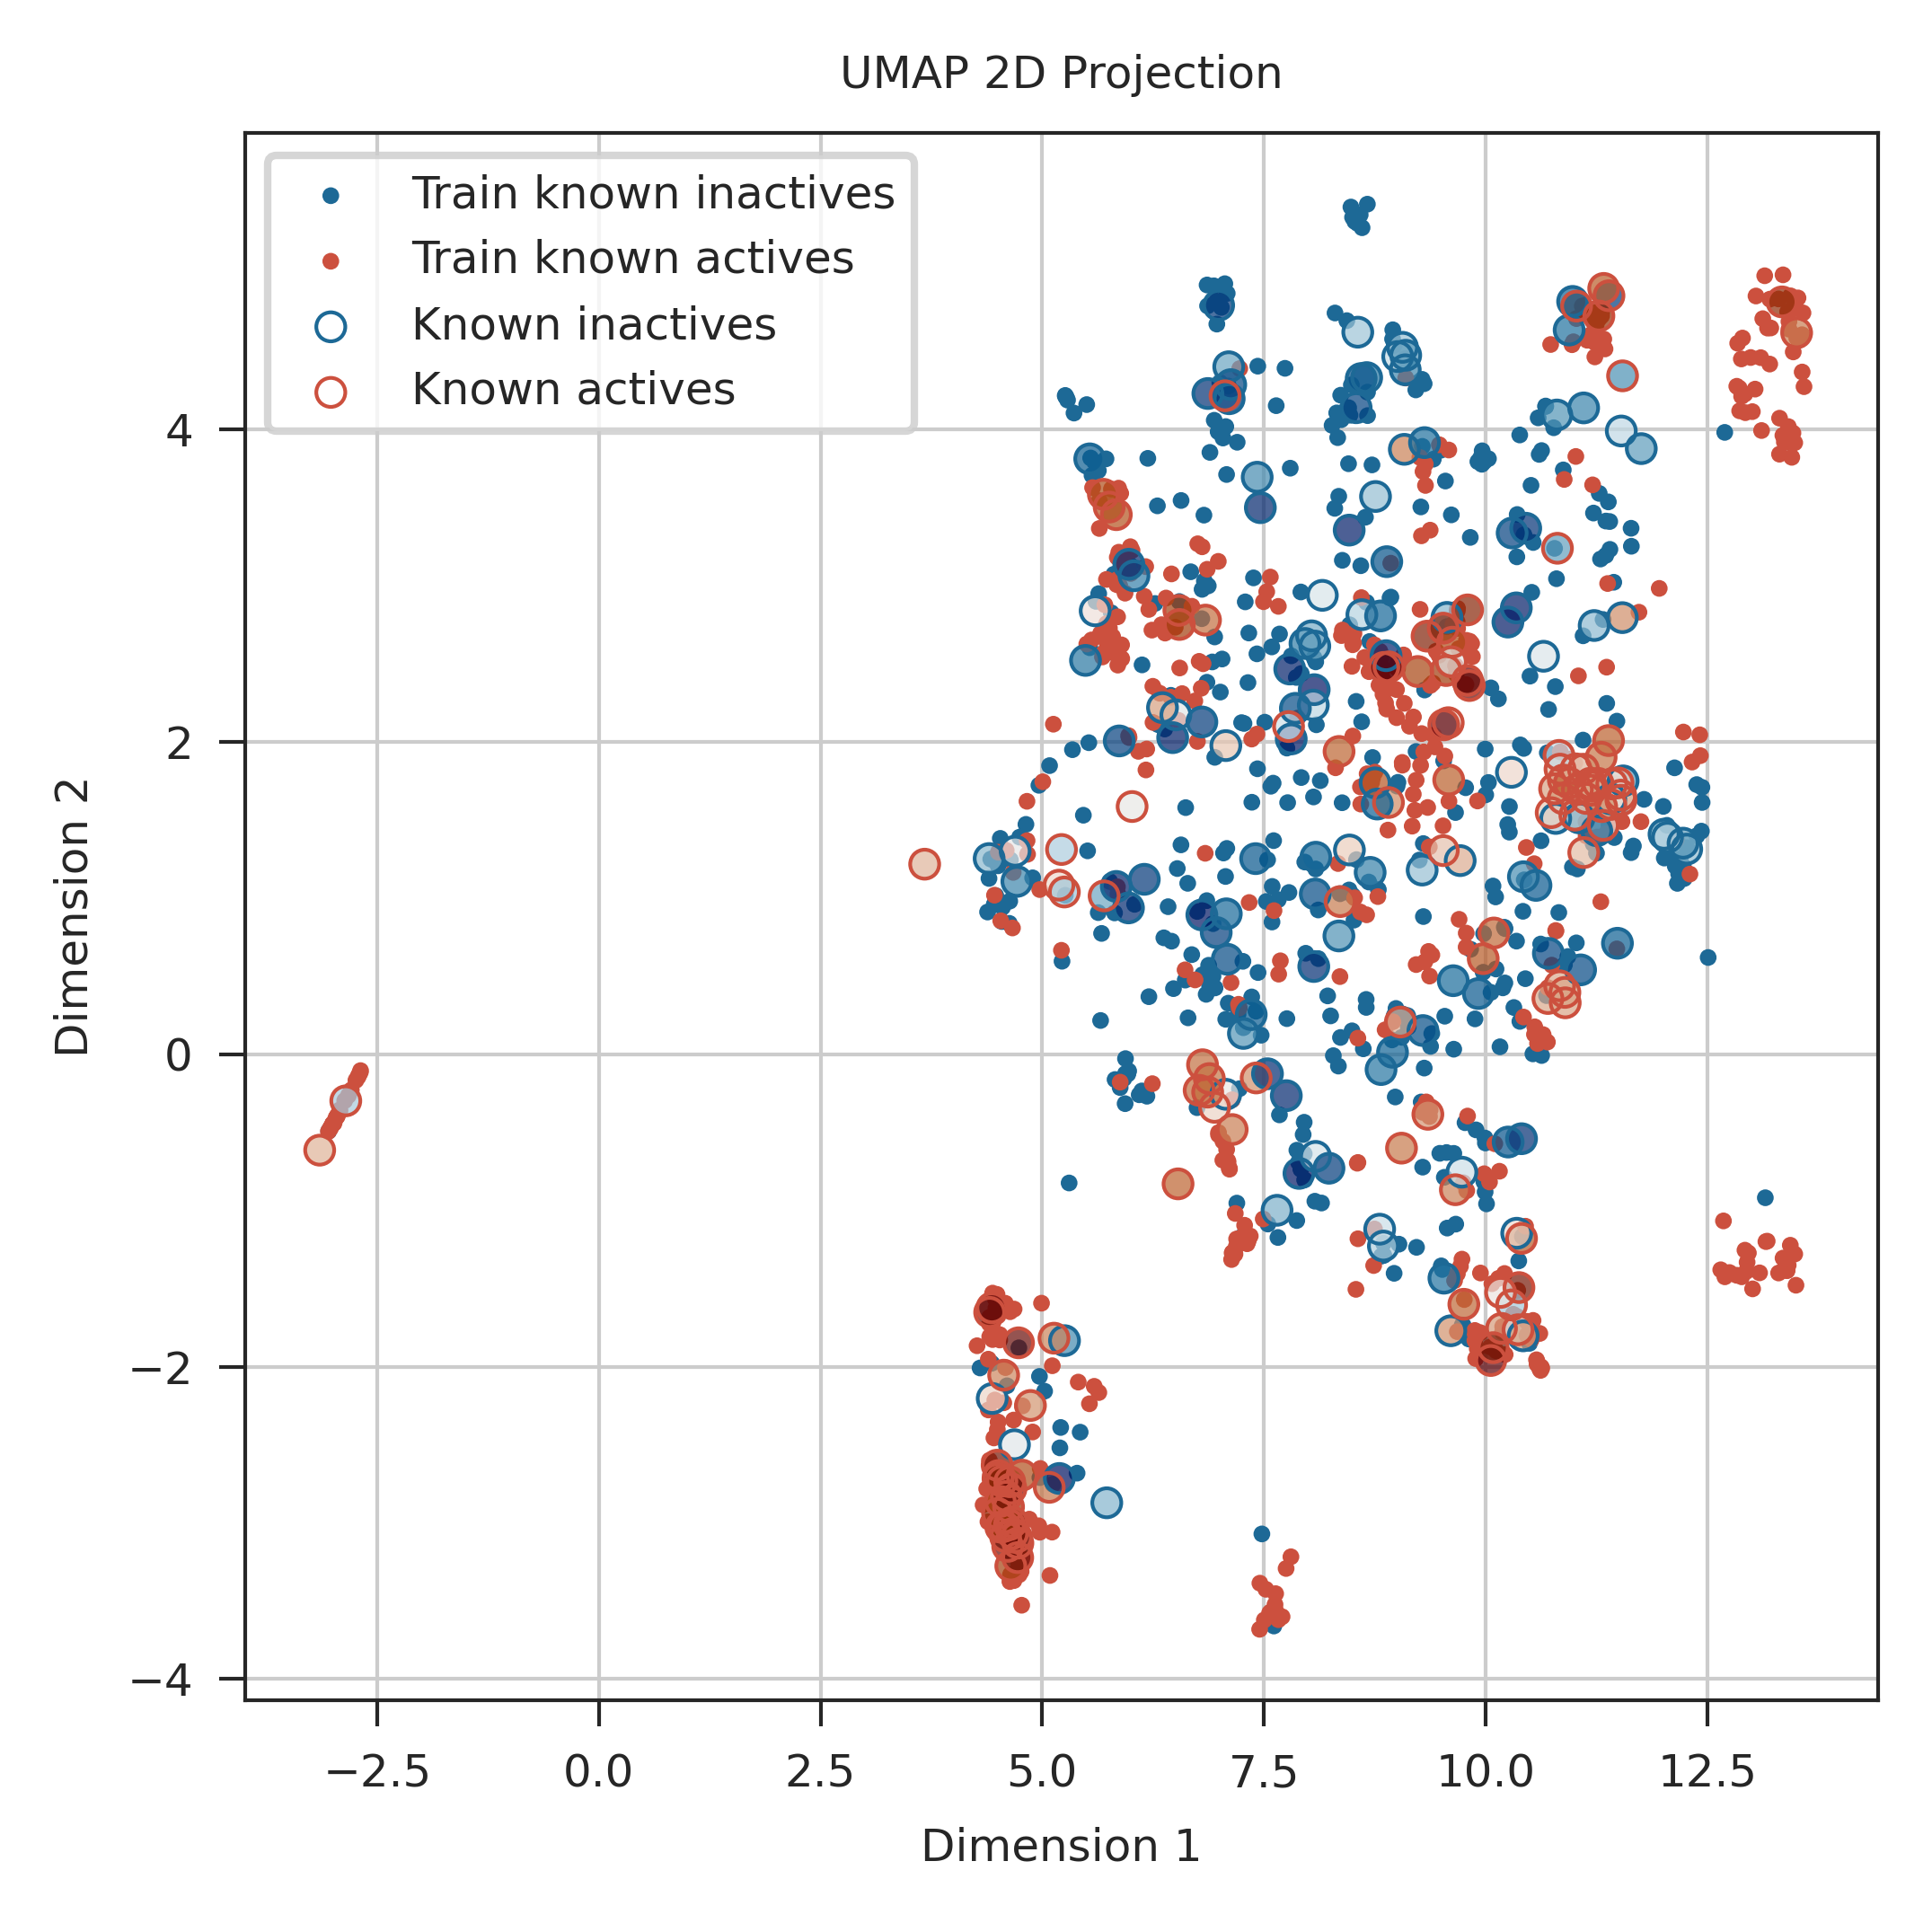 UMAP 2D Projection
Train known inactives
Train known actives
Known inactives
Known actives
4
2
0
−2
−4
Dimension 2
−2.5 0.0 2.5 5.0 7.5 10.0 12.5
Dimension 1